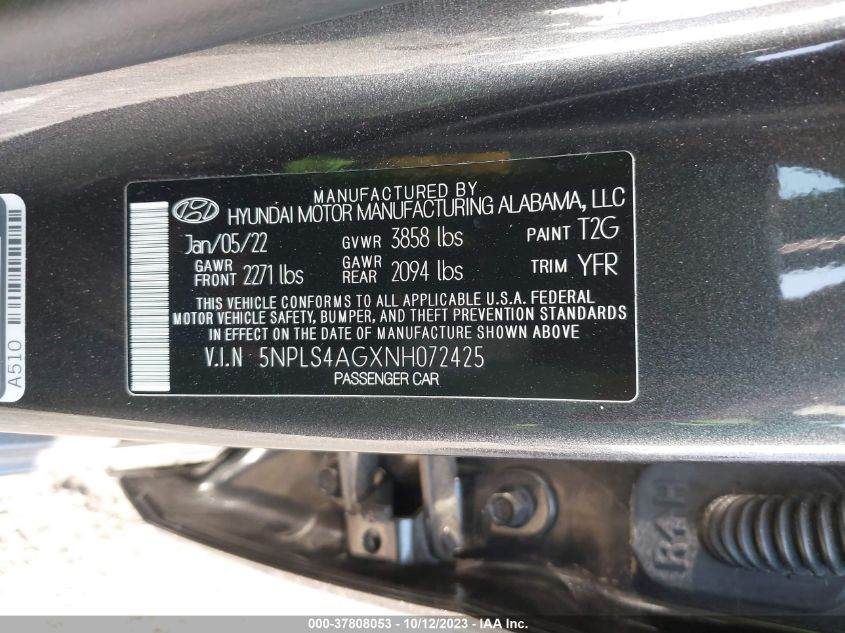 MANUFACTURED BY
HYUNDAI MOTOR MANUFACTURING ALABAMA, LLC
Jan/05/22 GVWR 3858 lbs PAINT T2G
GAWR FRONT 2271 lbs GAWR REAR 2094 lbs TRIM YFR
THIS VEHICLE CONFORMS TO ALL APPLICABLE U.S.A. FEDERAL
MOTOR VEHICLE SAFETY, BUMPER, AND THEFT PREVENTION STANDARDS
IN EFFECT ON THE DATE OF MANUFACTURE SHOWN ABOVE
V.I.N 5NPLS4AGXNH072425
PASSENGER CAR
A510
R4 H
000-37808053 - 10/12/2023 - IAA Inc.